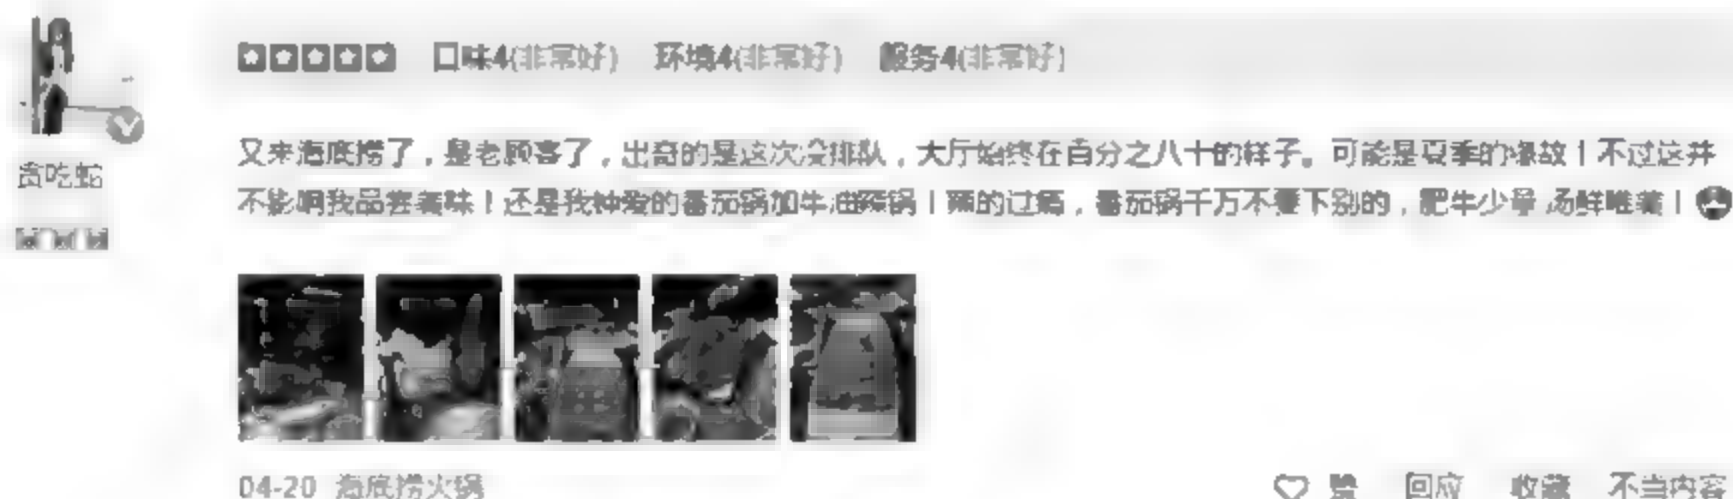 口味4(非常好) 环境4(非常好) 服务4(非常好)
又来海底捞了，是老顾客了，出奇的是这次没排队，大厅始终在百分之八十的样子。可能是夏季的缘故！不过这并
贪吃蛇
不影响我品尝美味！还是我钟爱的番茄锅加牛油辣锅！辣的过瘾，番茄锅千万不要下别的，肥牛少量 汤鲜唯美！
04-20 海底捞火锅
赞 回应 收藏 不当内容